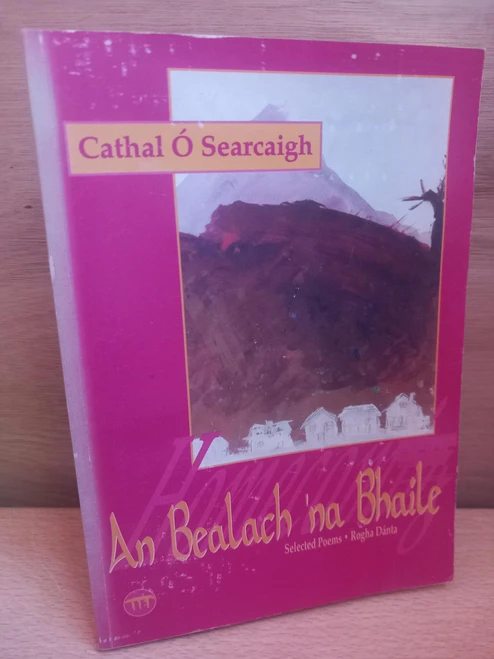 Cathal Ó Searcaigh
Homecoming
An Bealach 'na Bhaile
Selected Poems • Rogha Dánta